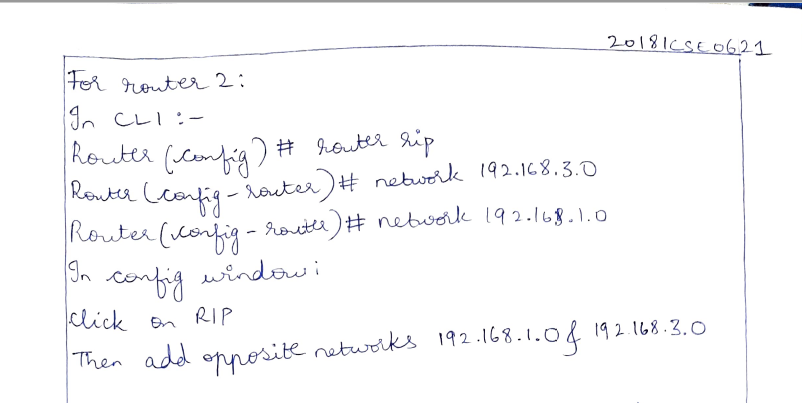 20181CSE0621
For router 2:
In CLI :-
Router (config) # router rip
Router (config-router) # network 192.168.3.0
Router (config-router) # network 192.168.1.0
In config window:
Click on RIP
Then add opposite networks 192.168.1.0 & 192.168.3.0